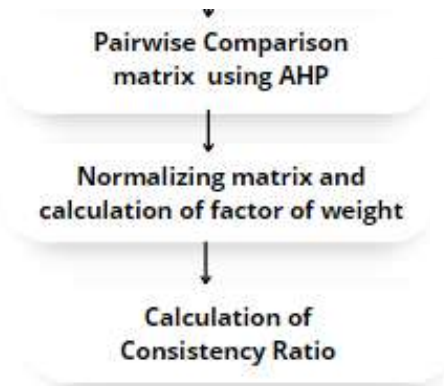 Pairwise Comparison
matrix using AHP
Normalizing matrix and
calculation of factor of weight
Calculation of
Consistency Ratio